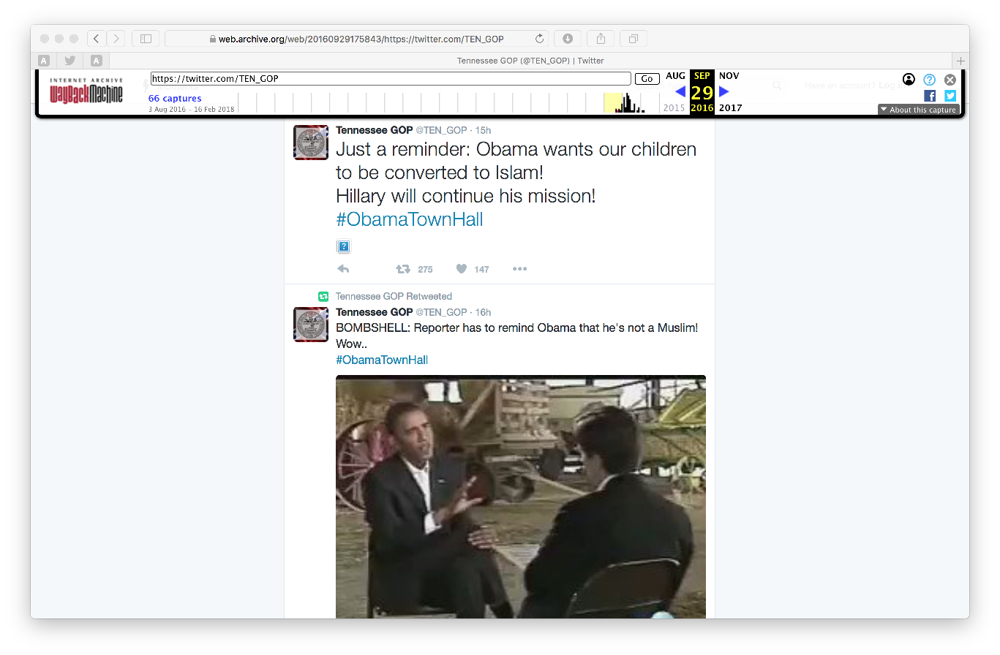 web.archive.org/web/20160929175843/https://twitter.com/TEN_GOP
A
A
Tennessee GOP (@TEN_GOP) | Twitter
INTERNET ARCHIVE
WayBackMachine
https://twitter.com/TEN_GOP
Go
66 captures
3 Aug 2016 – 16 Feb 2018
AUG SEP NOV
29
2015 2016 2017
Have an account? Log in
About this capture
Tennessee GOP @TEN_GOP · 15h
Just a reminder: Obama wants our children
to be converted to Islam!
Hillary will continue his mission!
#ObamaTownHall
?
275 147
Tennessee GOP Retweeted
Tennessee GOP @TEN_GOP · 16h
BOMBSHELL: Reporter has to remind Obama that he's not a Muslim!
Wow..
#ObamaTownHall